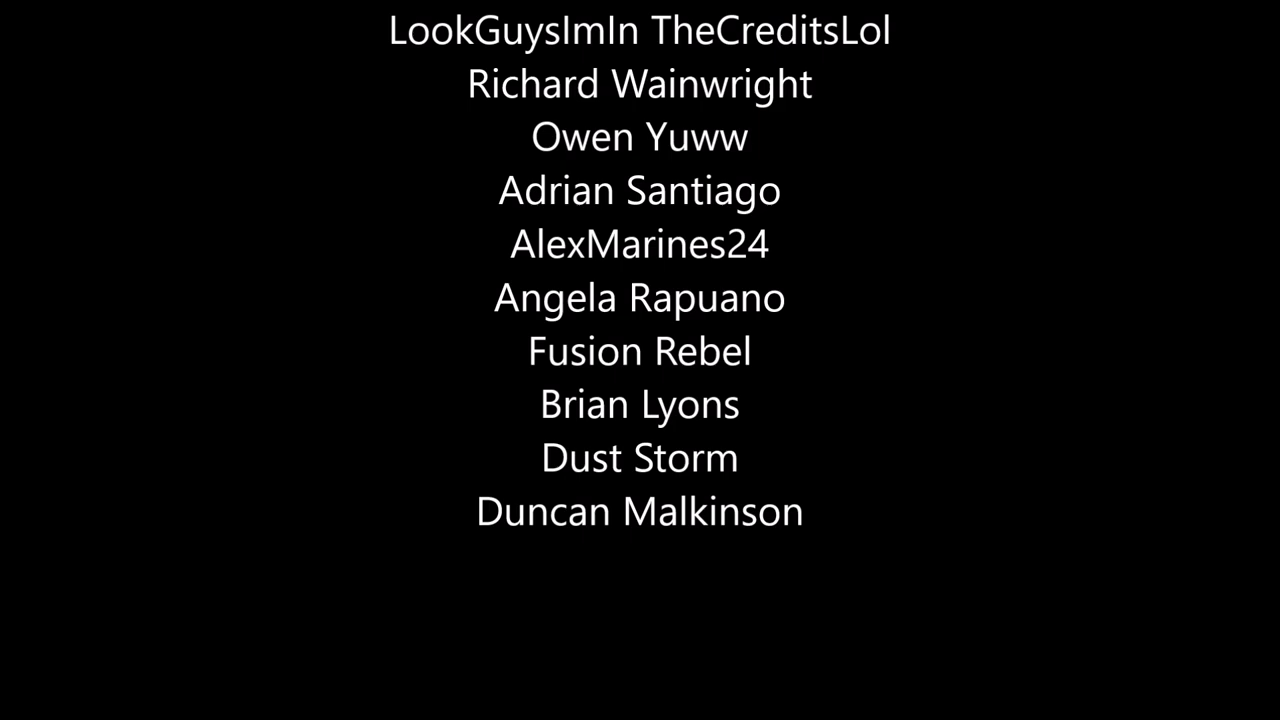 LookGuysImIn TheCreditsLol
Richard Wainwright
Owen Yuww
Adrian Santiago
AlexMarines24
Angela Rapuano
Fusion Rebel
Brian Lyons
Dust Storm
Duncan Malkinson